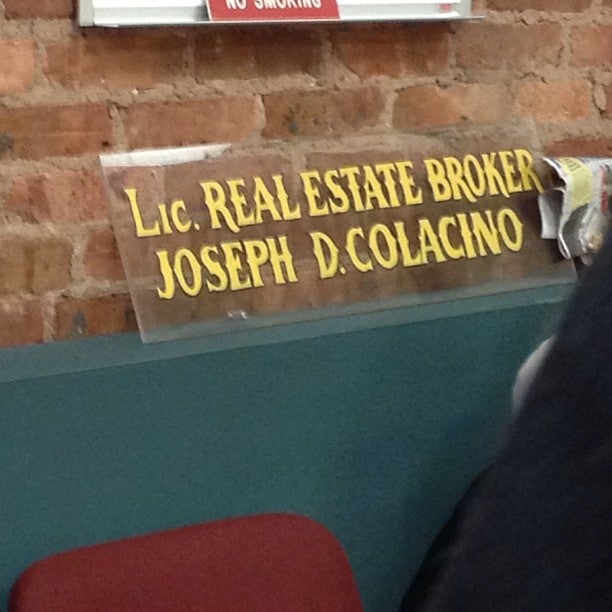 NO SMOKING
Lic. REAL ESTATE BROKER
JOSEPH D. COLACINO